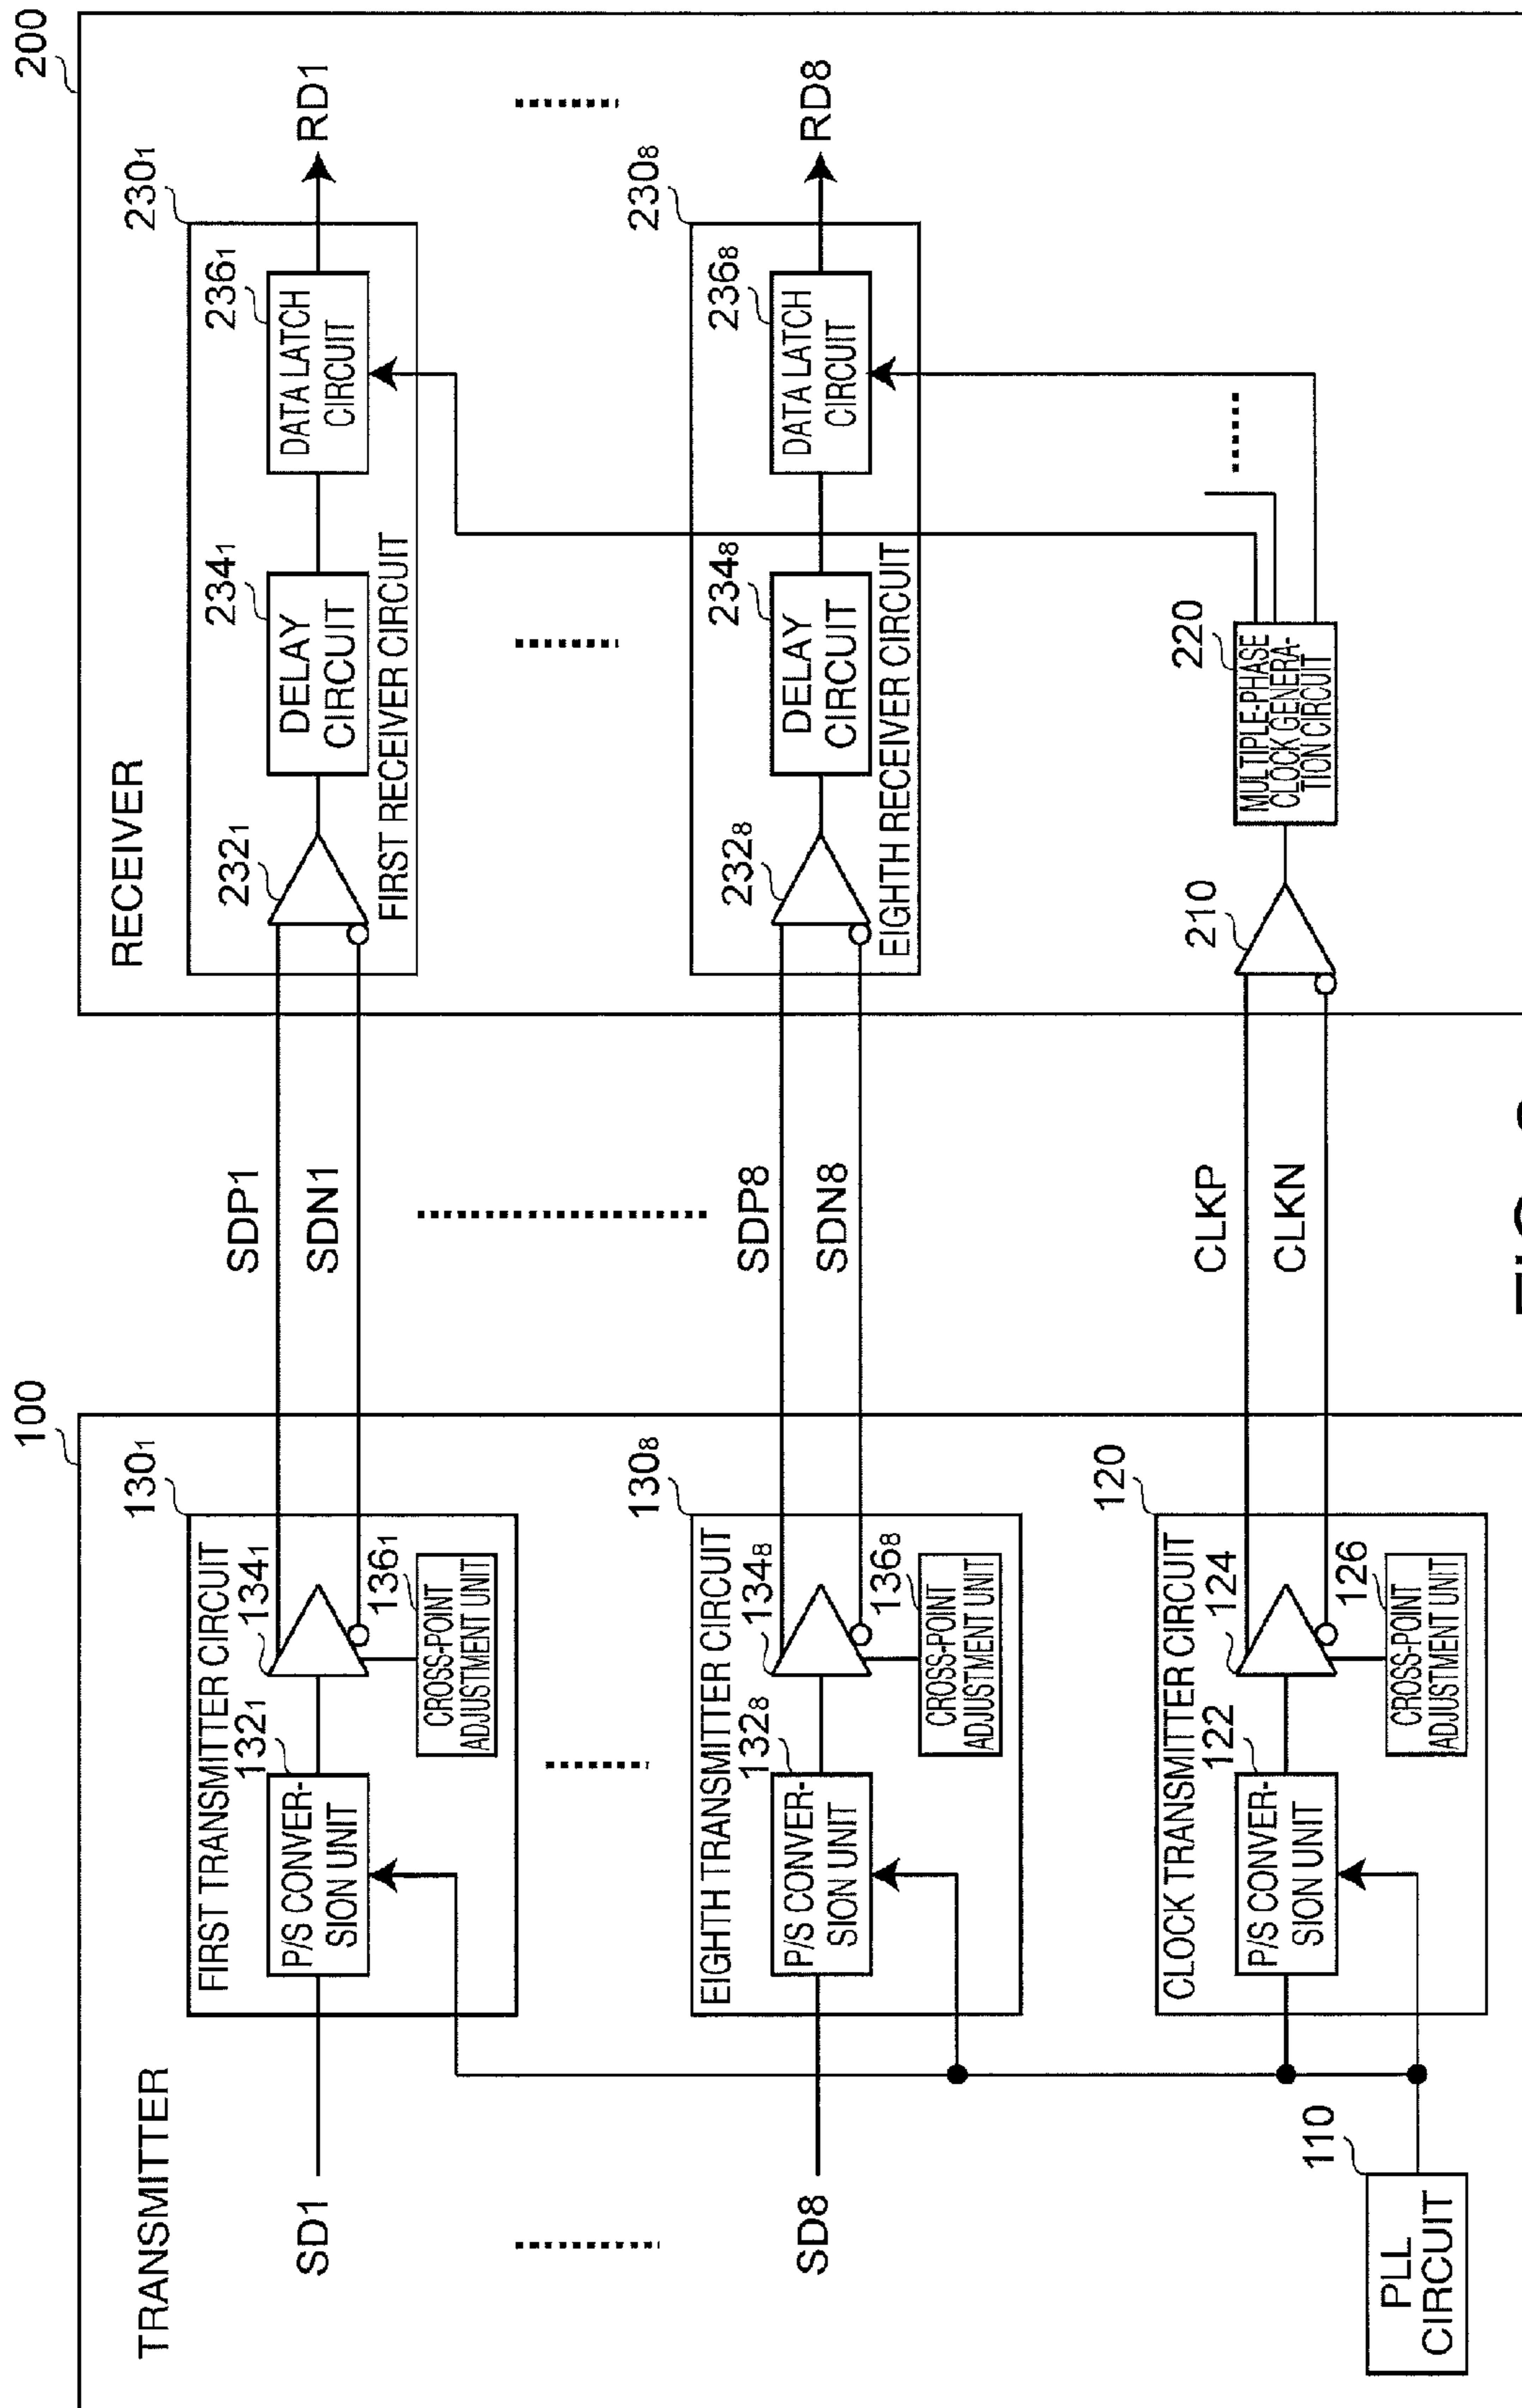 100
200
TRANSMITTER
RECEIVER
130₁
FIRST TRANSMITTER CIRCUIT
132₁
134₁
P/S CONVER-
SION UNIT
136₁
CROSS-POINT
ADJUSTMENT UNIT
SD1
SDP1
SDN1
230₁
232₁
234₁
236₁
DELAY
CIRCUIT
DATA LATCH
CIRCUIT
FIRST RECEIVER CIRCUIT
RD1
130₈
EIGHTH TRANSMITTER CIRCUIT
132₈
134₈
P/S CONVER-
SION UNIT
136₈
CROSS-POINT
ADJUSTMENT UNIT
SD8
SDP8
SDN8
230₈
232₈
234₈
236₈
DELAY
CIRCUIT
DATA LATCH
CIRCUIT
EIGHTH RECEIVER CIRCUIT
RD8
120
CLOCK TRANSMITTER CIRCUIT
122
124
P/S CONVER-
SION UNIT
126
CROSS-POINT
ADJUSTMENT UNIT
110
PLL
CIRCUIT
CLKP
CLKN
210
220
MULTIPLE-PHASE
CLOCK GENERA-
TION CIRCUIT